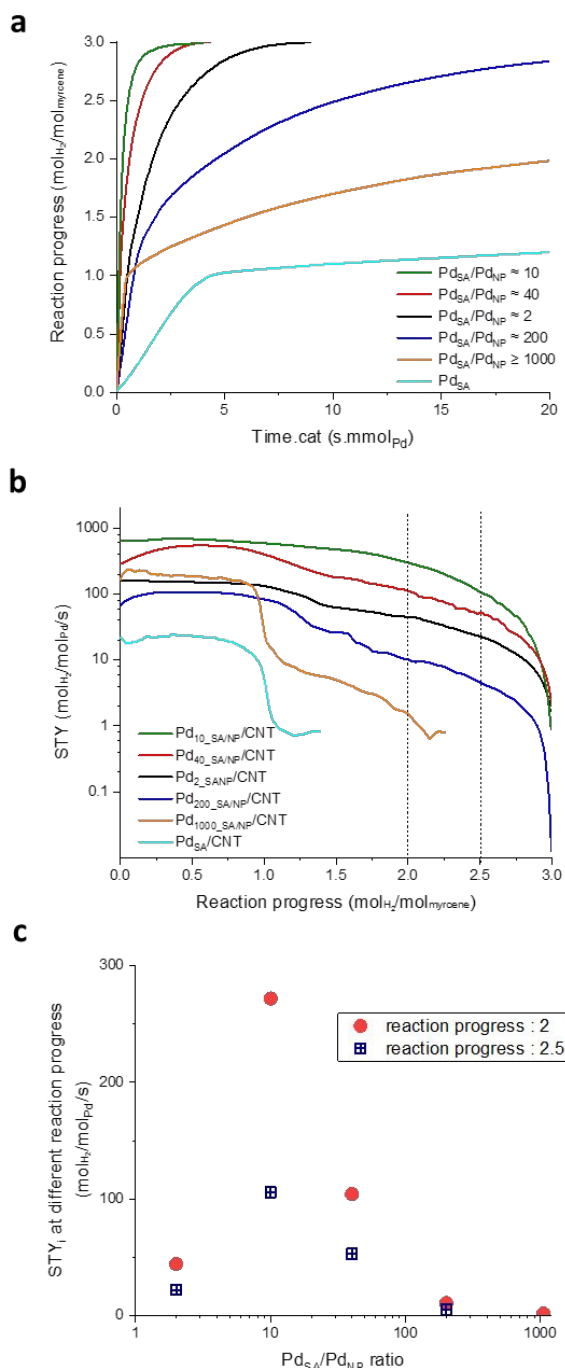 a
3.0
2.5
2.0
1.5
1.0
0.5
0.0
Reaction progress (molH₂/molmyrcene)
PdSA/PdNP ≈ 10
PdSA/PdNP ≈ 40
PdSA/PdNP ≈ 2
PdSA/PdNP ≈ 200
PdSA/PdNP ≥ 1000
PdSA
0 5 10 15 20
Time.cat (s.mmolPd)
b
1000
100
10
1
0.1
STY (molH₂/molPd/s)
Pd10_SA/NP/CNT
Pd40_SA/NP/CNT
Pd2_SANP/CNT
Pd200_SA/NP/CNT
Pd1000_SA/NP/CNT
PdSA/CNT
0.0 0.5 1.0 1.5 2.0 2.5 3.0
Reaction progress (molH₂/molmyrcene)
c
300
200
100
0
STYi at different reaction progress
(molH₂/molPd/s)
reaction progress : 2
reaction progress : 2.5
1 10 100 1000
PdSA/PdNP ratio